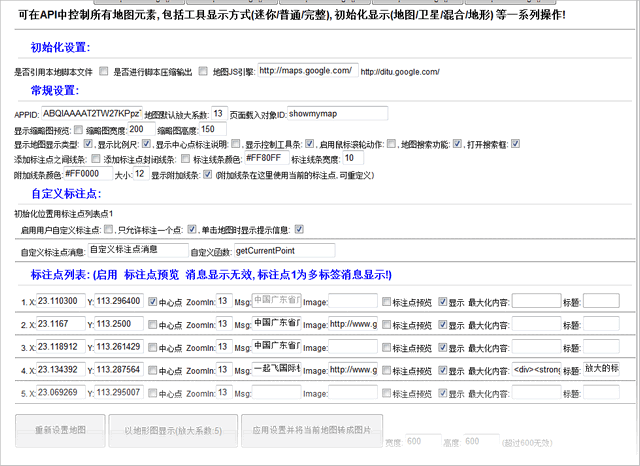 可在API中控制所有地图元素, 包括工具显示方式(迷你/普通/完整), 初始化显示(地图/卫星/混合/地形) 等一系列操作!
初始化设置:
是否引用本地脚本文件 是否进行脚本压缩输出 地图JS引擎: http://maps.google.com/ http://ditu.google.com/
常规设置:
APPID: ABQIAAAAT2TW27KPpz 地图默认放大系数: 13 页面载入对象ID: showmymap
显示缩略图预览: 缩略图宽度: 200 缩略图高度: 150
显示地图显示类型: ,显示比例尺: ,显示中心点标注说明: ,显示控制工具条: ,启用鼠标滚轮动作: ,地图搜索功能: ,打开搜索框:
添加标注点之间线条: 添加标注点封闭线条: 标注线条颜色: #FF80FF 标注线条宽度: 10
附加线条颜色: #FF0000 大小: 12 显示附加线条: (附加线条在这里使用当前的标注点, 可重定义)
自定义标注点:
初始化位置用标注点列表点1
启用用户自定义标注点: ,只允许标注一个点: ,单击地图时显示提示信息:
自定义标注点消息: 自定义标注点消息 自定义函数: getCurrentPoint
标注点列表: (启用 标注点预览 消息显示无效, 标注点1为多标签消息显示!)
1. X: 23.110300 Y: 113.296400 中心点 ZoomIn: 13 Msg: 中国广东省广 Image: 标注点预览 显示 最大化内容: 标题:
2. X: 23.1167 Y: 113.2500 中心点 ZoomIn: 13 Msg: 中国广东省广 Image: http://www.g 标注点预览 显示 最大化内容: 标题:
3. X: 23.118912 Y: 113.261429 中心点 ZoomIn: 13 Msg: 中国广东省广 Image: 标注点预览 显示 最大化内容: 标题:
4. X: 23.134392 Y: 113.287564 中心点 ZoomIn: 13 Msg: 一起飞国际机 Image: http://www.g 标注点预览 显示 最大化内容: <div><strong 标题: 放大的标
5. X: 23.069269 Y: 113.295007 中心点 ZoomIn: 13 Msg: Image: 标注点预览 显示 最大化内容: 标题:
重新设置地图 以地形图显示(放大系数:5) 应用设置并将当前地图转成图片 宽度: 600 高度: 600 (超过600无效)